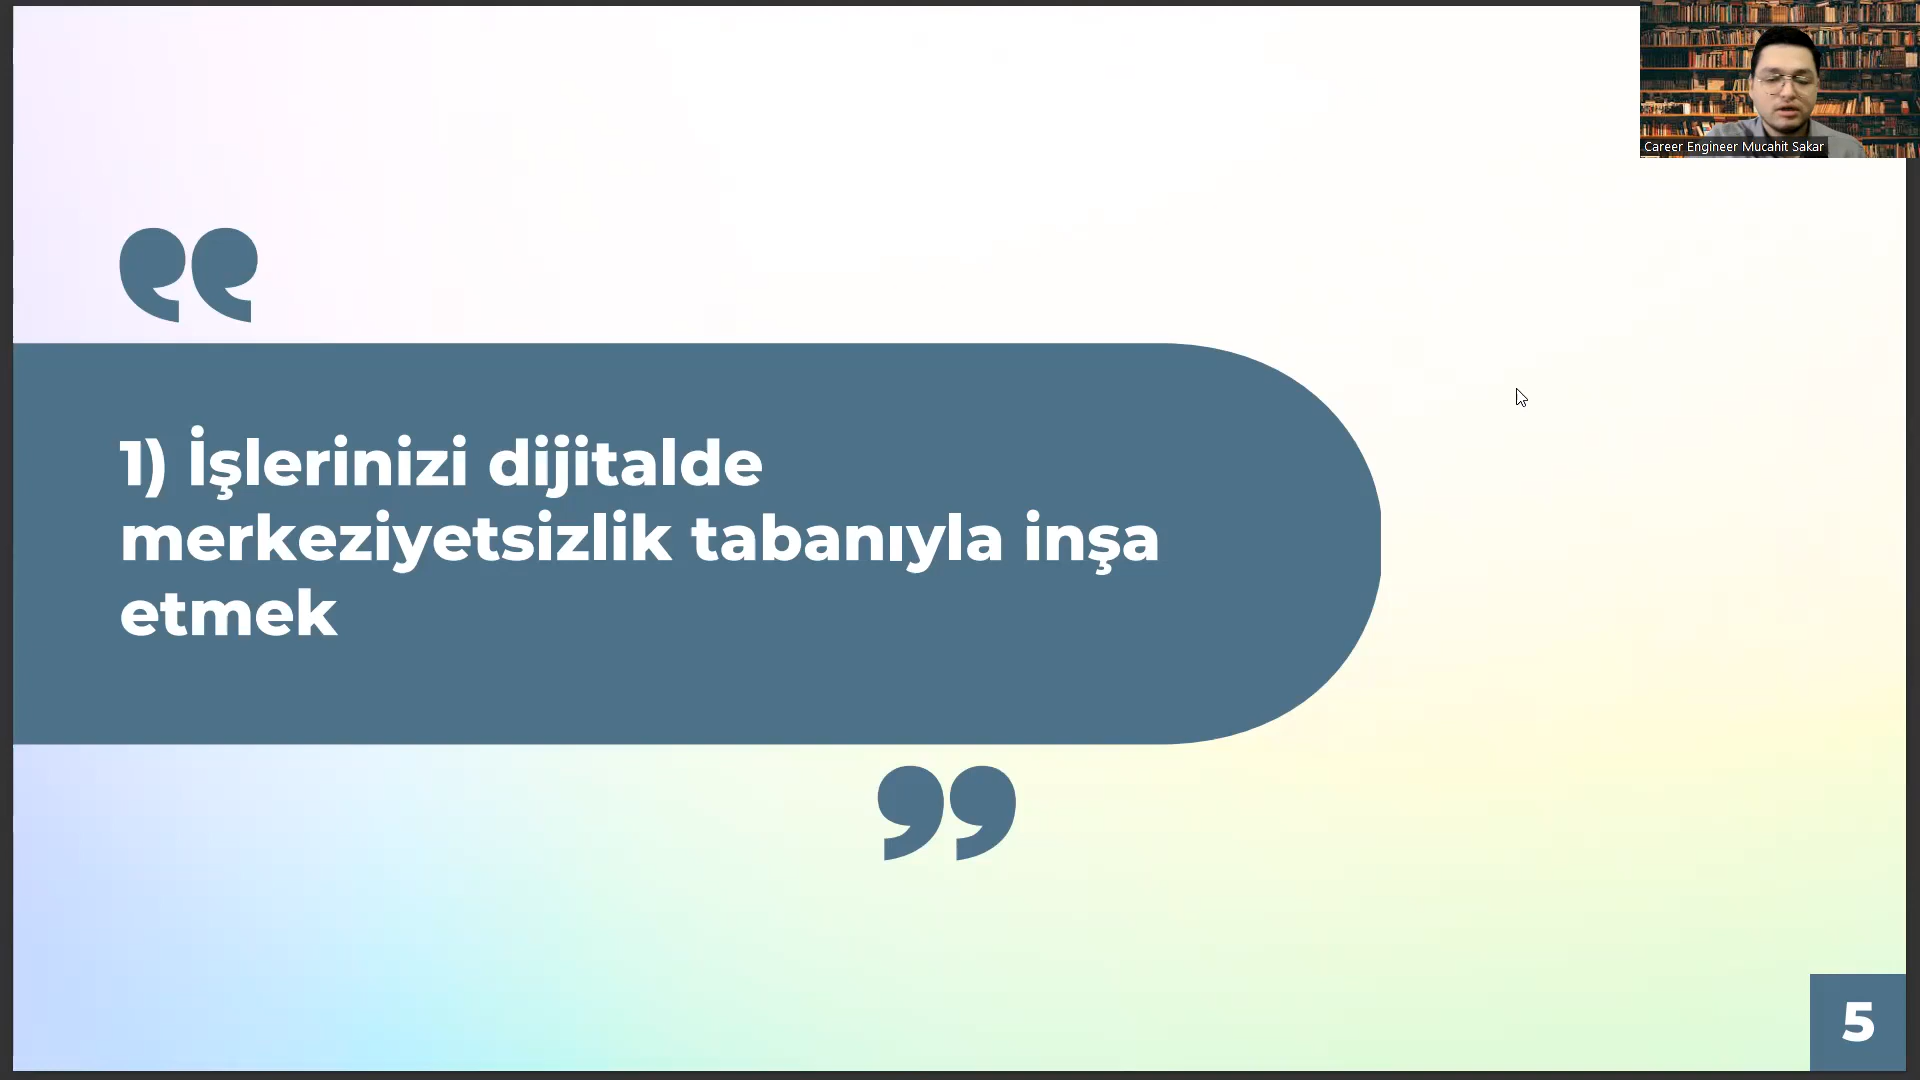 Career Engineer Mucahit Sakar
1) İşlerinizi dijitalde
merkeziyetsizlik tabanıyla inşa
etmek
5